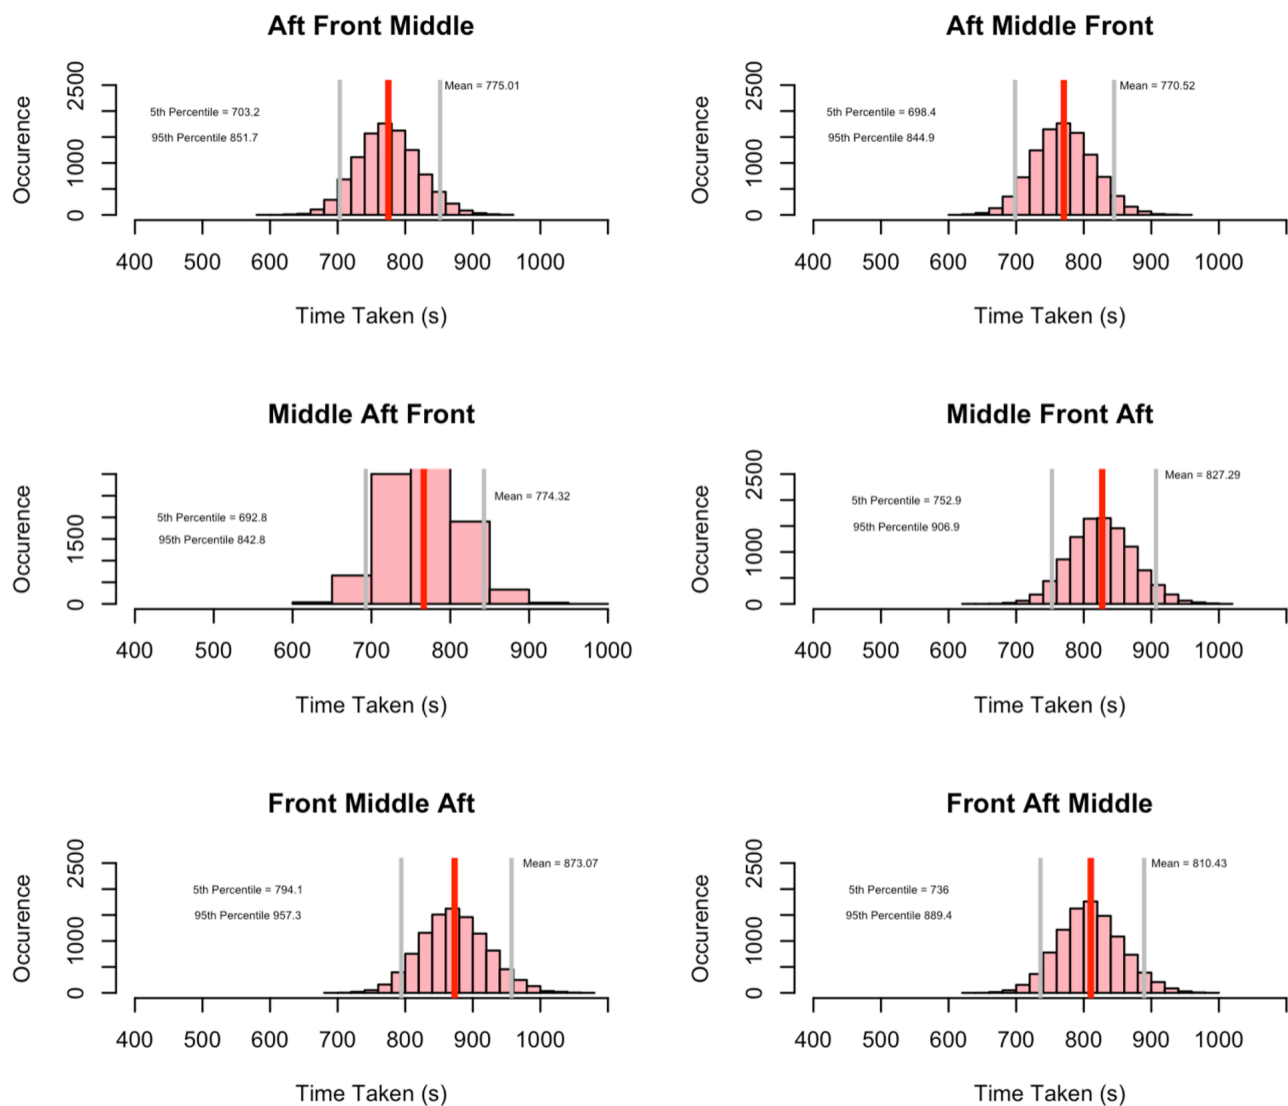 Aft Front Middle
Occurence
2500
1000
0
5th Percentile = 703.2
95th Percentile 851.7
Mean = 775.01
400 500 600 700 800 900 1000
Time Taken (s)
Aft Middle Front
Occurence
2500
1000
0
5th Percentile = 698.4
95th Percentile 844.9
Mean = 770.52
400 500 600 700 800 900 1000
Time Taken (s)
Middle Aft Front
Occurence
1500
0
5th Percentile = 692.8
95th Percentile 842.8
Mean = 774.32
400 500 600 700 800 900 1000
Time Taken (s)
Middle Front Aft
Occurence
2500
1000
0
5th Percentile = 752.9
95th Percentile 906.9
Mean = 827.29
400 500 600 700 800 900 1000
Time Taken (s)
Front Middle Aft
Occurence
2500
1000
0
5th Percentile = 794.1
95th Percentile 957.3
Mean = 873.07
400 500 600 700 800 900 1000
Time Taken (s)
Front Aft Middle
Occurence
2500
1000
0
5th Percentile = 736
95th Percentile 889.4
Mean = 810.43
400 500 600 700 800 900 1000
Time Taken (s)